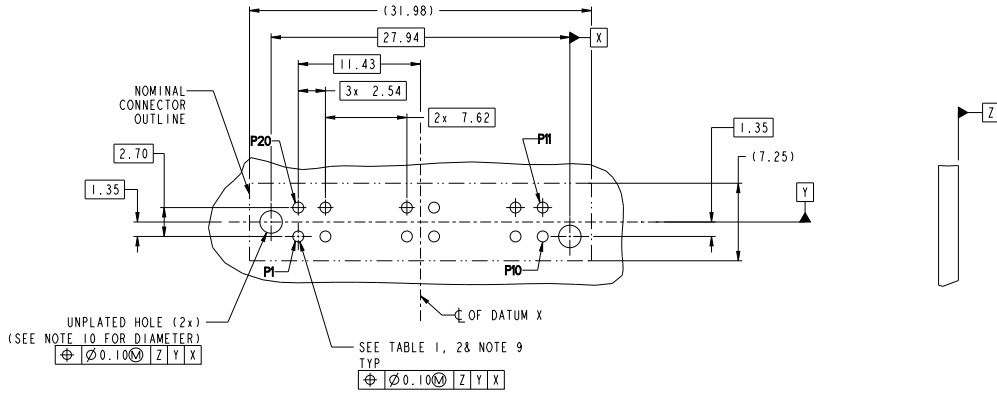 (31.98)
27.94
X
11.43
3x 2.54
2x 7.62
NOMINAL
CONNECTOR
OUTLINE
P20
P11
1.35
Z
2.70
(7.25)
1.35
Y
P1
P10
UNPLATED HOLE (2x)
(SEE NOTE 10 FOR DIAMETER)
⌖ Ø0.10Ⓜ Z Y X
℄ OF DATUM X
SEE TABLE 1, 2& NOTE 9
TYP
⌖ Ø0.10Ⓜ Z Y X